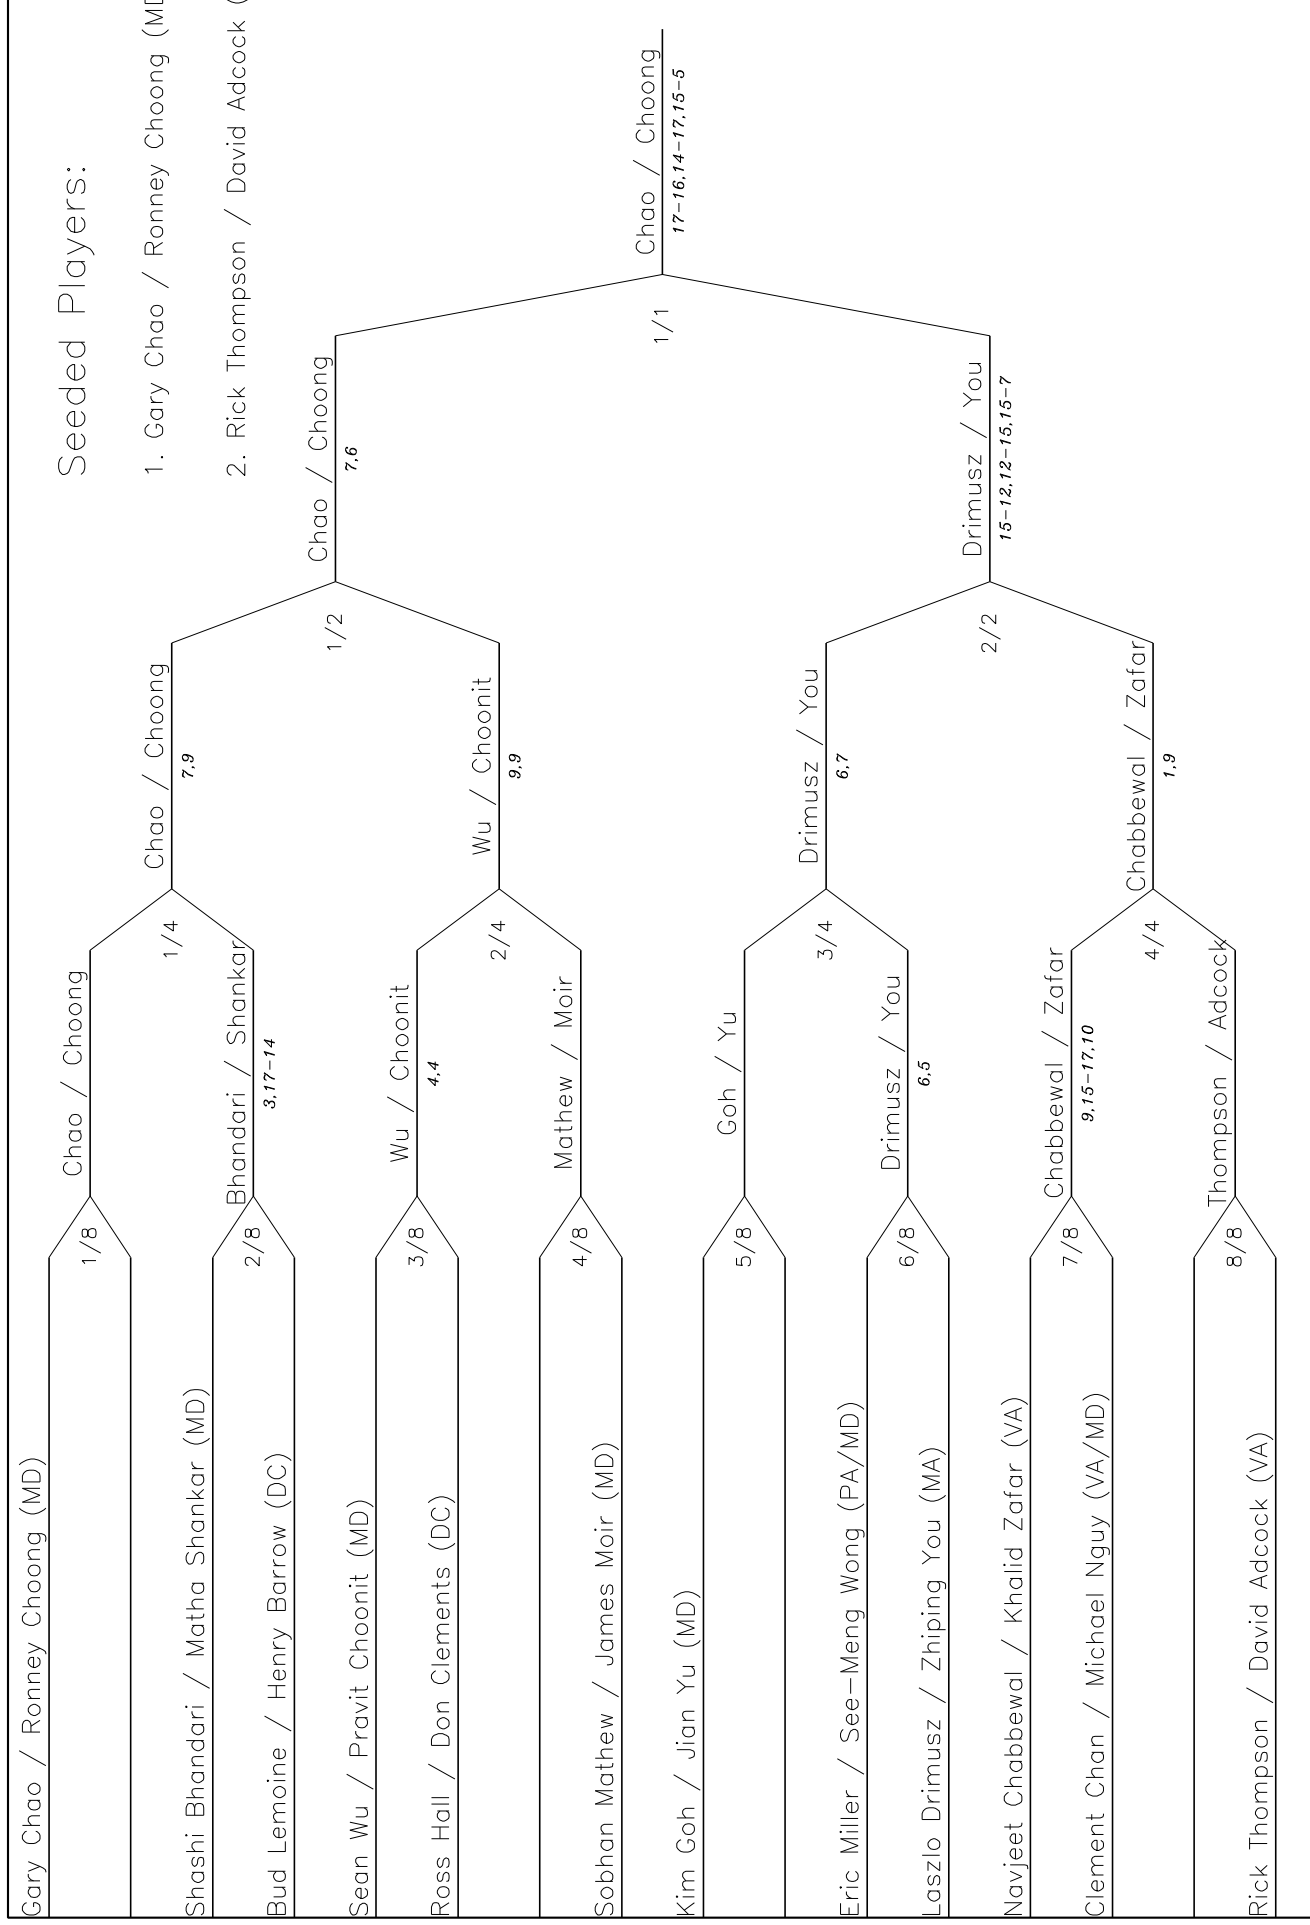 Seeded Players:
1. Gary Chao / Ronney Choong (MD
2. Rick Thompson / David Adcock (
Gary Chao / Ronney Choong (MD)
Shashi Bhandari / Matha Shankar (MD)
Bud Lemoine / Henry Barrow (DC)
Sean Wu / Pravit Choonit (MD)
Ross Hall / Don Clements (DC)
Sobhan Mathew / James Moir (MD)
Kim Goh / Jian Yu (MD)
Eric Miller / See-Meng Wong (PA/MD)
Laszlo Drimusz / Zhiping You (MA)
Navjeet Chabbewal / Khalid Zafar (VA)
Clement Chan / Michael Nguy (VA/MD)
Rick Thompson / David Adcock (VA)
1/8
2/8
3/8
4/8
5/8
6/8
7/8
8/8
Chao / Choong
Bhandari / Shankar
3,17-14
Wu / Choonit
4,4
Mathew / Moir
Goh / Yu
Drimusz / You
6,5
Chabbewal / Zafar
9,15-17,10
Thompson / Adcock
1/4
2/4
3/4
4/4
Chao / Choong
7,9
Wu / Choonit
9,9
Drimusz / You
6,7
Chabbewal / Zafar
1,9
1/2
2/2
Chao / Choong
7,6
Drimusz / You
15-12,12-15,15-7
1/1
Chao / Choong
17-16,14-17,15-5